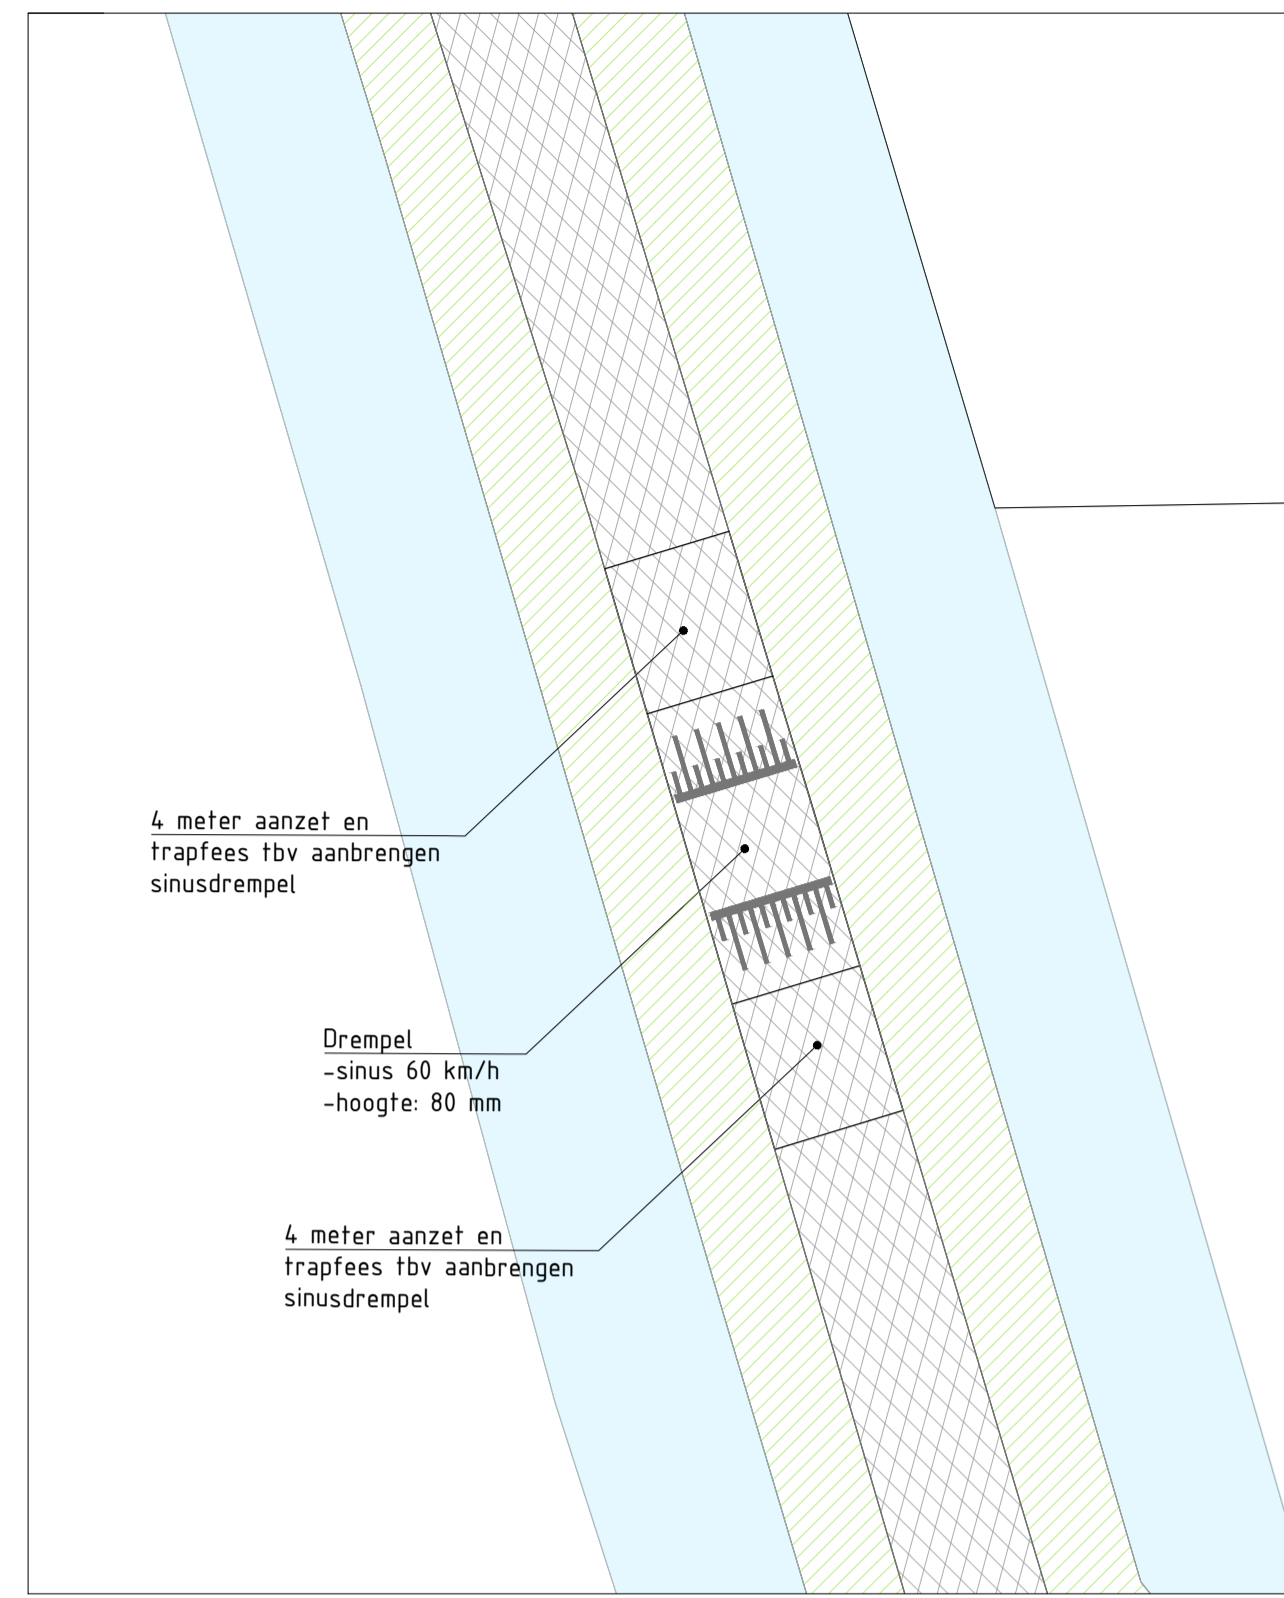 4 meter aanzet en
trapfees tbv aanbrengen
sinusdrempel
Drempel
-sinus 60 km/h
-hoogte: 80 mm
4 meter aanzet en
trapfees tbv aanbrengen
sinusdrempel